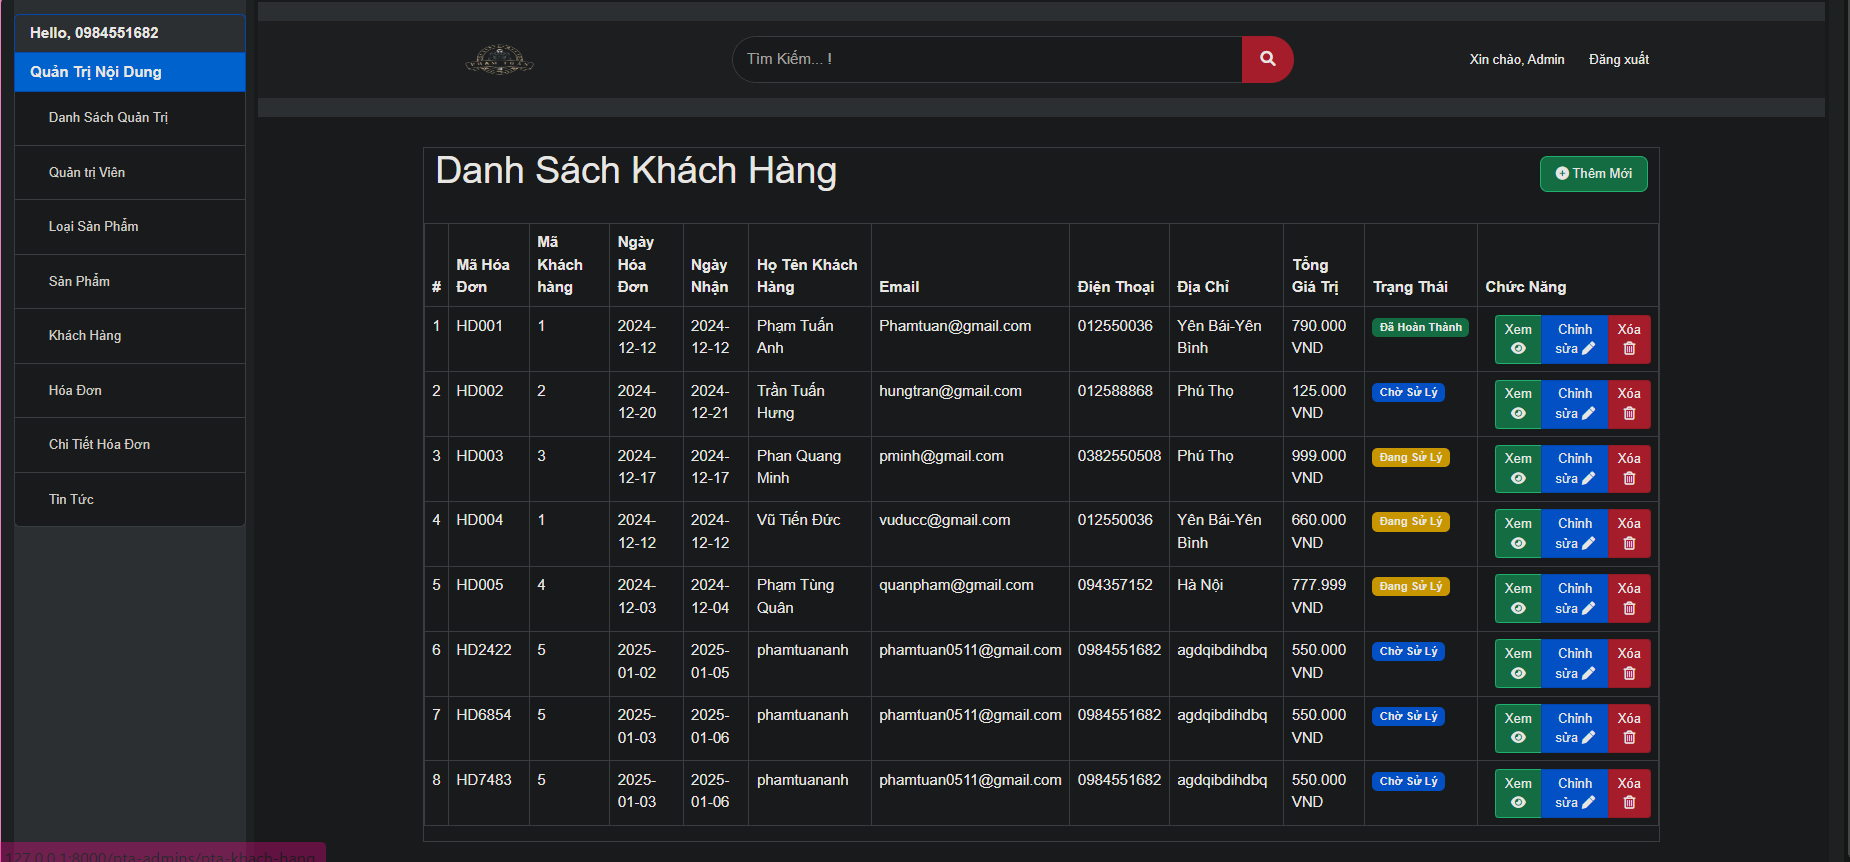 Hello, 0984551682
Quản Trị Nội Dung
Danh Sách Quản Trị
Quản trị Viên
Loại Sản Phẩm
Sản Phẩm
Khách Hàng
Hóa Đơn
Chi Tiết Hóa Đơn
Tin Tức
PHAM TUAN
Tìm Kiếm... !
Xin chào, Admin Đăng xuất
Danh Sách Khách Hàng
Thêm Mới
# Mã Hóa Đơn Mã Khách hàng Ngày Hóa Đơn Ngày Nhận Họ Tên Khách Hàng Email Điện Thoại Địa Chỉ Tổng Giá Trị Trạng Thái Chức Năng
1 HD001 1 2024-12-12 2024-12-12 Phạm Tuấn Anh Phamtuan@gmail.com 012550036 Yên Bái-Yên Bình 790.000 VND Đã Hoàn Thành Xem Chỉnh sửa Xóa
2 HD002 2 2024-12-20 2024-12-21 Trần Tuấn Hưng hungtran@gmail.com 012588868 Phú Thọ 125.000 VND Chờ Sử Lý Xem Chỉnh sửa Xóa
3 HD003 3 2024-12-17 2024-12-17 Phan Quang Minh pminh@gmail.com 0382550508 Phú Thọ 999.000 VND Đang Sử Lý Xem Chỉnh sửa Xóa
4 HD004 1 2024-12-12 2024-12-12 Vũ Tiến Đức vuducc@gmail.com 012550036 Yên Bái-Yên Bình 660.000 VND Đang Sử Lý Xem Chỉnh sửa Xóa
5 HD005 4 2024-12-03 2024-12-04 Phạm Tùng Quân quanpham@gmail.com 094357152 Hà Nội 777.999 VND Đang Sử Lý Xem Chỉnh sửa Xóa
6 HD2422 5 2025-01-02 2025-01-05 phamtuananh phamtuan0511@gmail.com 0984551682 agdqibdihdbq 550.000 VND Chờ Sử Lý Xem Chỉnh sửa Xóa
7 HD6854 5 2025-01-03 2025-01-06 phamtuananh phamtuan0511@gmail.com 0984551682 agdqibdihdbq 550.000 VND Chờ Sử Lý Xem Chỉnh sửa Xóa
8 HD7483 5 2025-01-03 2025-01-06 phamtuananh phamtuan0511@gmail.com 0984551682 agdqibdihdbq 550.000 VND Chờ Sử Lý Xem Chỉnh sửa Xóa
127.0.0.1:8000/pta-admins/pta-khach-hang